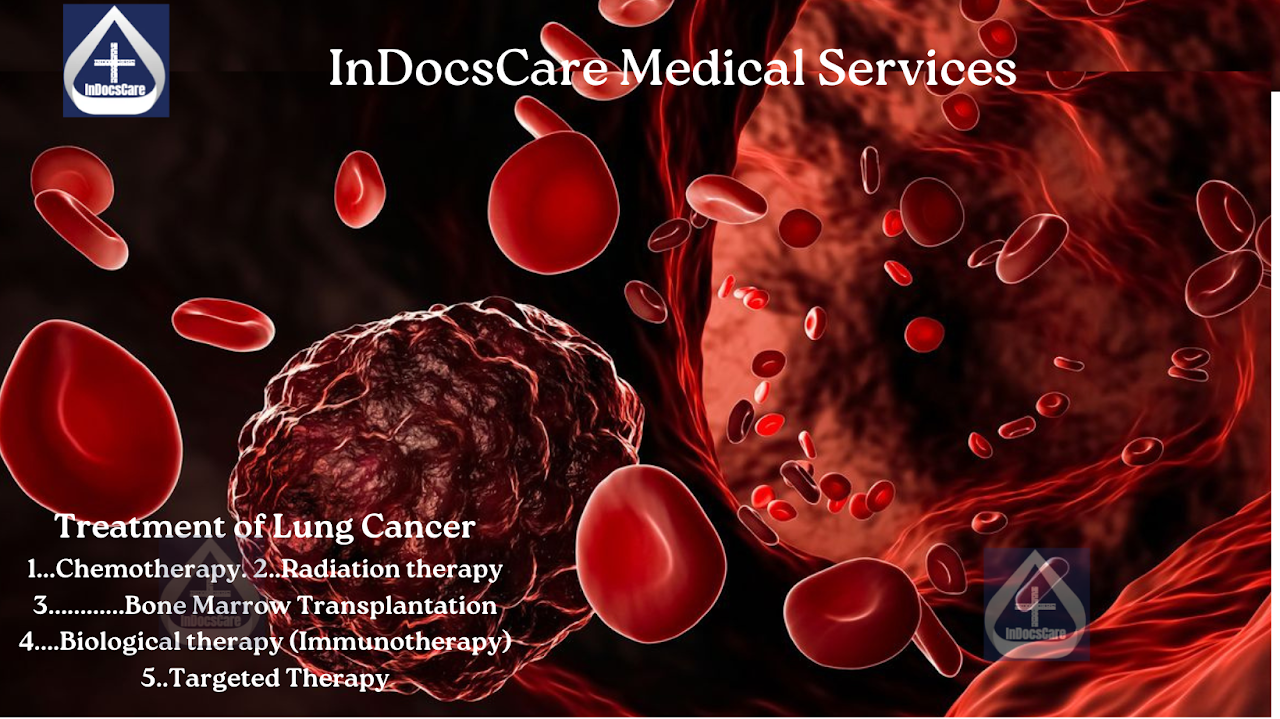 InDocsCare
InDocsCare Medical Services
Treatment of Lung Cancer
1...Chemotherapy. 2..Radiation therapy
3............Bone Marrow Transplantation
4....Biological therapy (Immunotherapy)
5..Targeted Therapy
InDocsCare
InDocsCare